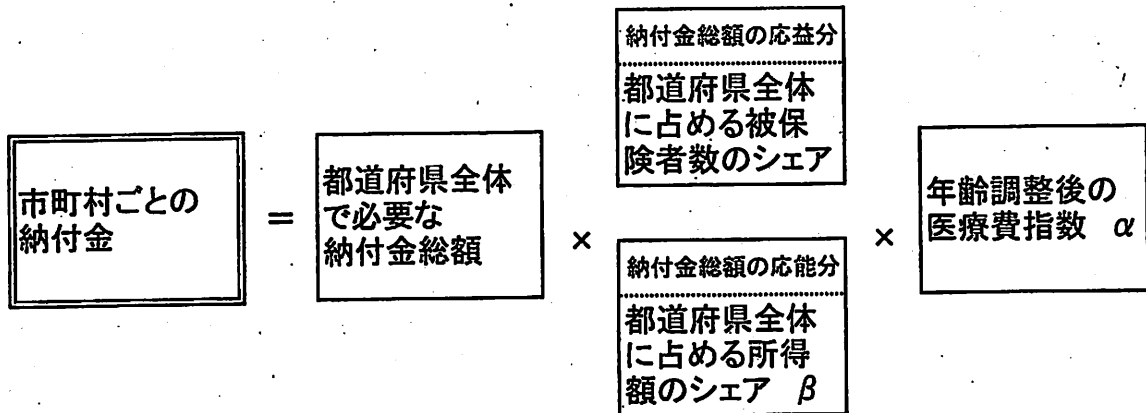 市町村ごとの
納付金
=
都道府県全体
で必要な
納付金総額
×
納付金総額の応益分
都道府県全体
に占める被保
険者数のシェア
納付金総額の応能分
都道府県全体
に占める所得
額のシェア β
×
年齢調整後の
医療費指数 α